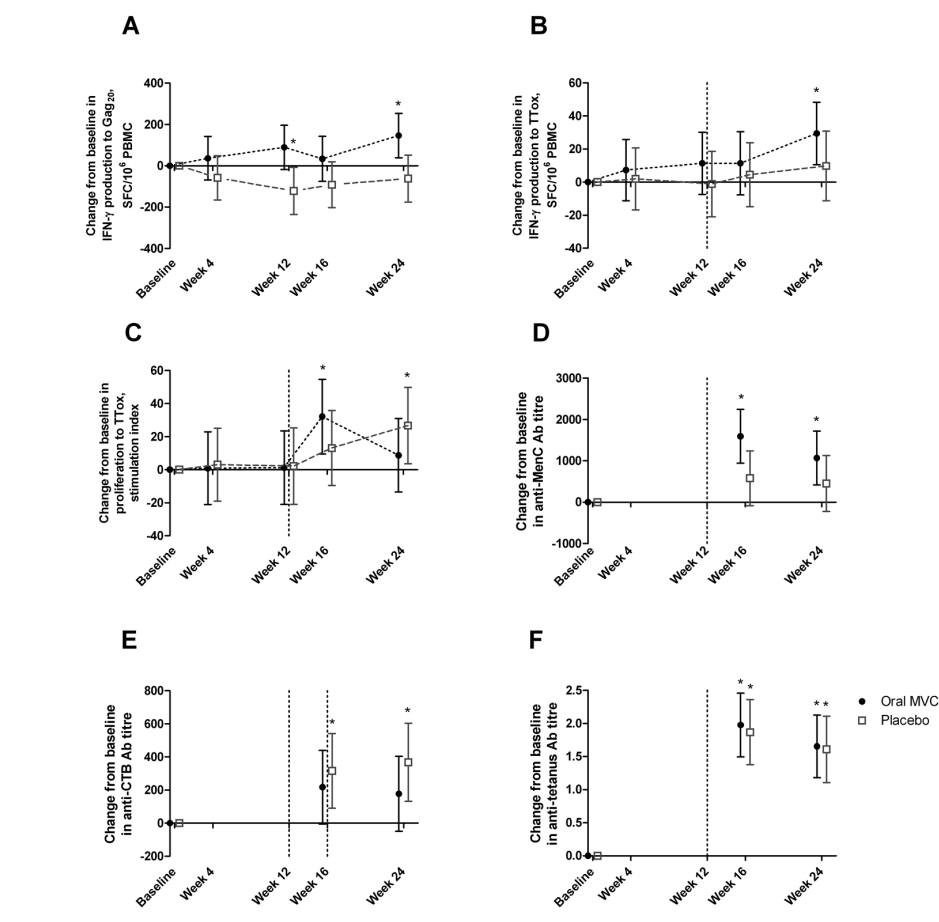 A
Change from baseline in
IFN-γ production to Gag20,
SFC/10^6 PBMC
400
200
0
-200
-400
*
*
Baseline
Week 4
Week 12
Week 16
Week 24
B
Change from baseline in
IFN-γ production to TTox,
SFC/10^6 PBMC
60
40
20
0
-20
-40
*
Baseline
Week 4
Week 12
Week 16
Week 24
C
Change from baseline in
proliferation to TTox,
stimulation index
60
40
20
0
-20
-40
*
*
Baseline
Week 4
Week 12
Week 16
Week 24
D
Change from baseline
in anti-MenC Ab titre
3000
2000
1000
0
-1000
*
*
Baseline
Week 4
Week 12
Week 16
Week 24
E
Change from baseline
in anti-CTB Ab titre
800
600
400
200
0
-200
*
*
Baseline
Week 4
Week 12
Week 16
Week 24
F
Change from baseline
in anti-tetanus Ab titre
2.5
2.0
1.5
1.0
0.5
0.0
* *
* *
Baseline
Week 4
Week 12
Week 16
Week 24
Oral MVC
Placebo